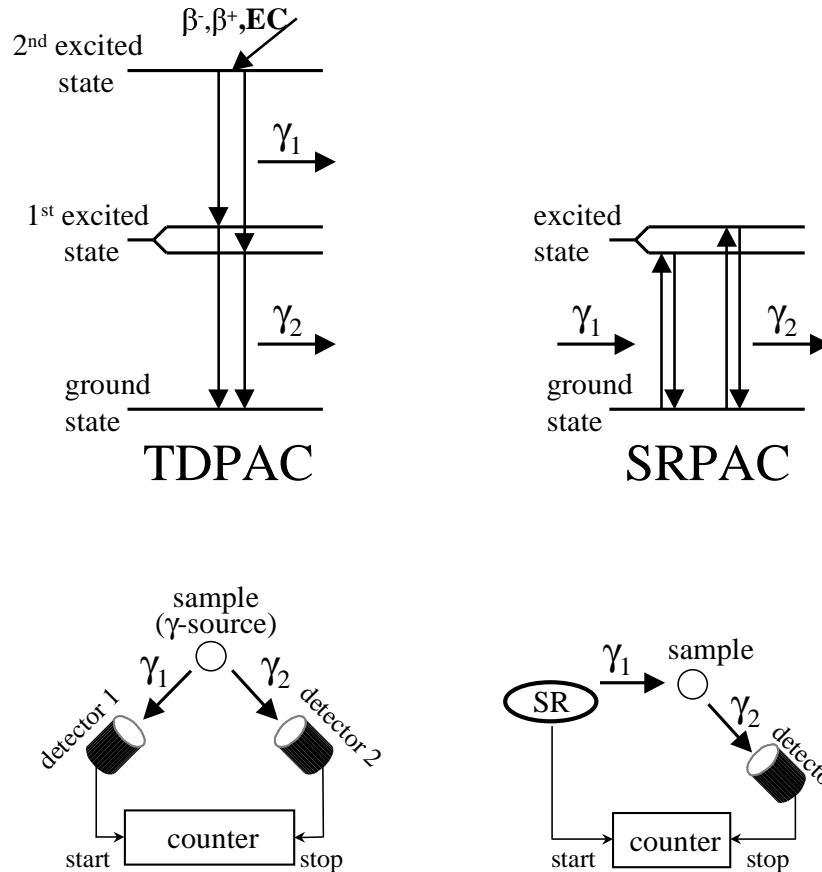 β⁻,β⁺,EC
2ⁿᵈ excited
state
γ₁
1ˢᵗ excited
state
γ₂
ground
state
TDPAC
excited
state
γ₁
γ₂
ground
state
SRPAC
sample
(γ-source)
γ₁
γ₂
detector 1
detector 2
counter
start
stop
γ₁
sample
SR
γ₂
detector
counter
start
stop